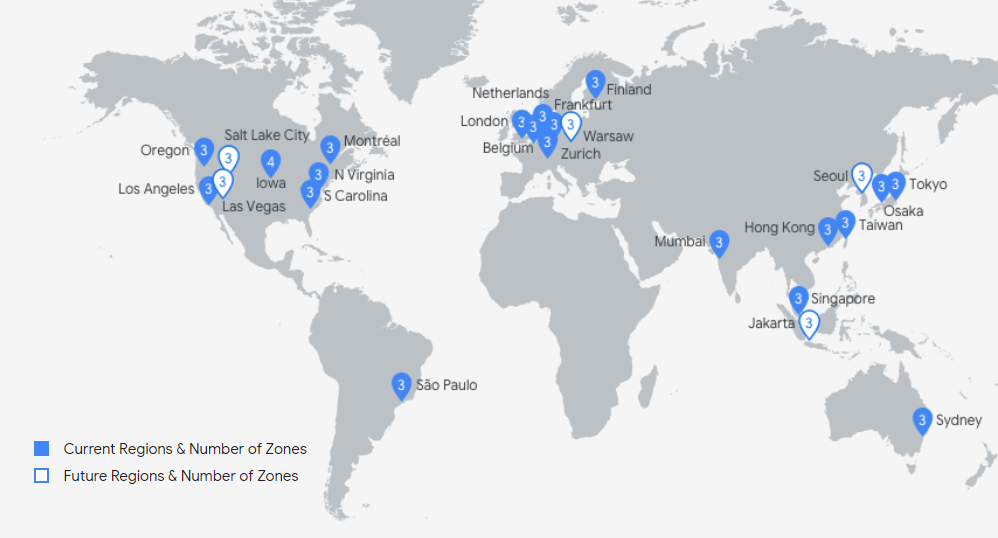 Netherlands
3
Finland
Frankfurt
London
3
3
3
3
3
Warsaw
Belgium
3
Zurich
Salt Lake City
3
Montréal
Oregon
3
3
4
Iowa
3
N Virginia
Los Angeles
3
3
3
S Carolina
Las Vegas
Seoul
3
3
3
Tokyo
Osaka
Hong Kong
3
3
Taiwan
Mumbai
3
3
Singapore
Jakarta
3
3
São Paulo
3
Sydney
Current Regions & Number of Zones
Future Regions & Number of Zones